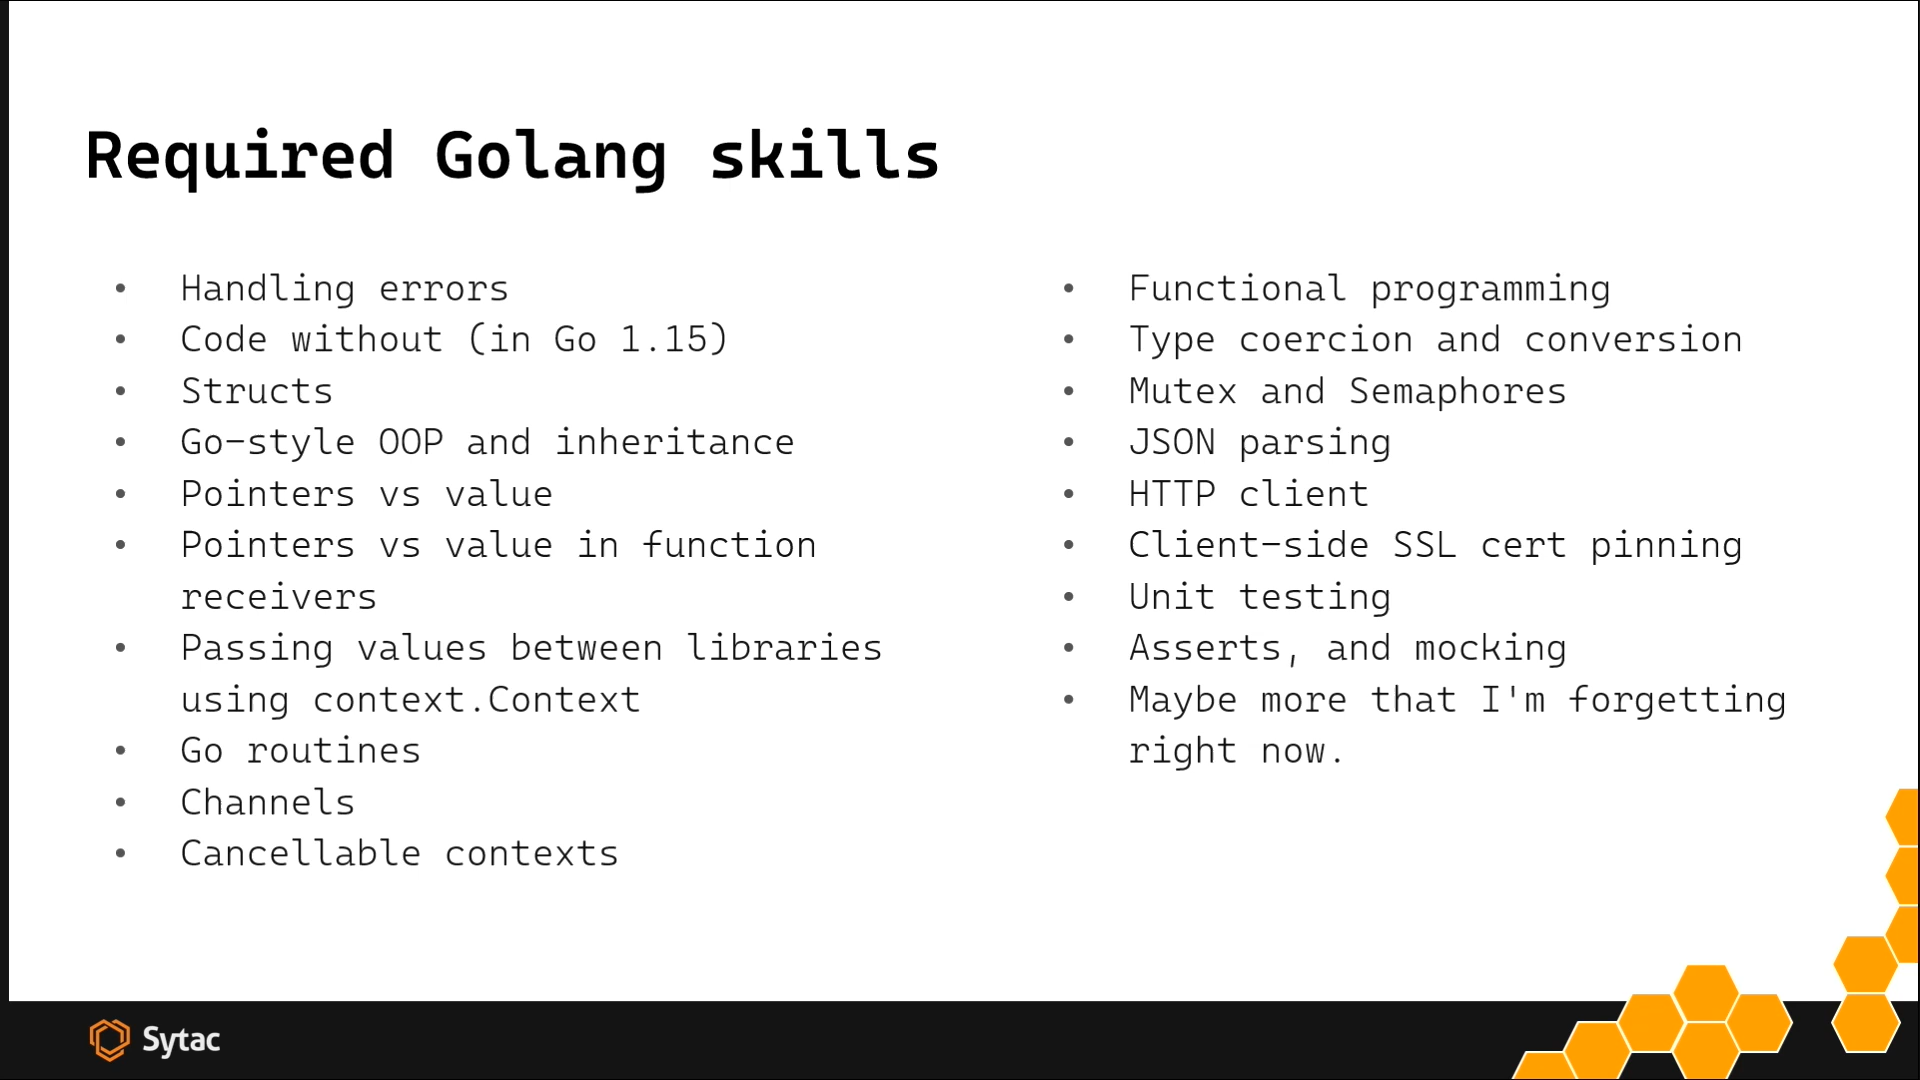 Required Golang skills
• Handling errors
• Code without (in Go 1.15)
• Structs
• Go-style OOP and inheritance
• Pointers vs value
• Pointers vs value in function
receivers
• Passing values between libraries
using context.Context
• Go routines
• Channels
• Cancellable contexts
• Functional programming
• Type coercion and conversion
• Mutex and Semaphores
• JSON parsing
• HTTP client
• Client-side SSL cert pinning
• Unit testing
• Asserts, and mocking
• Maybe more that I'm forgetting
right now.
Sytac